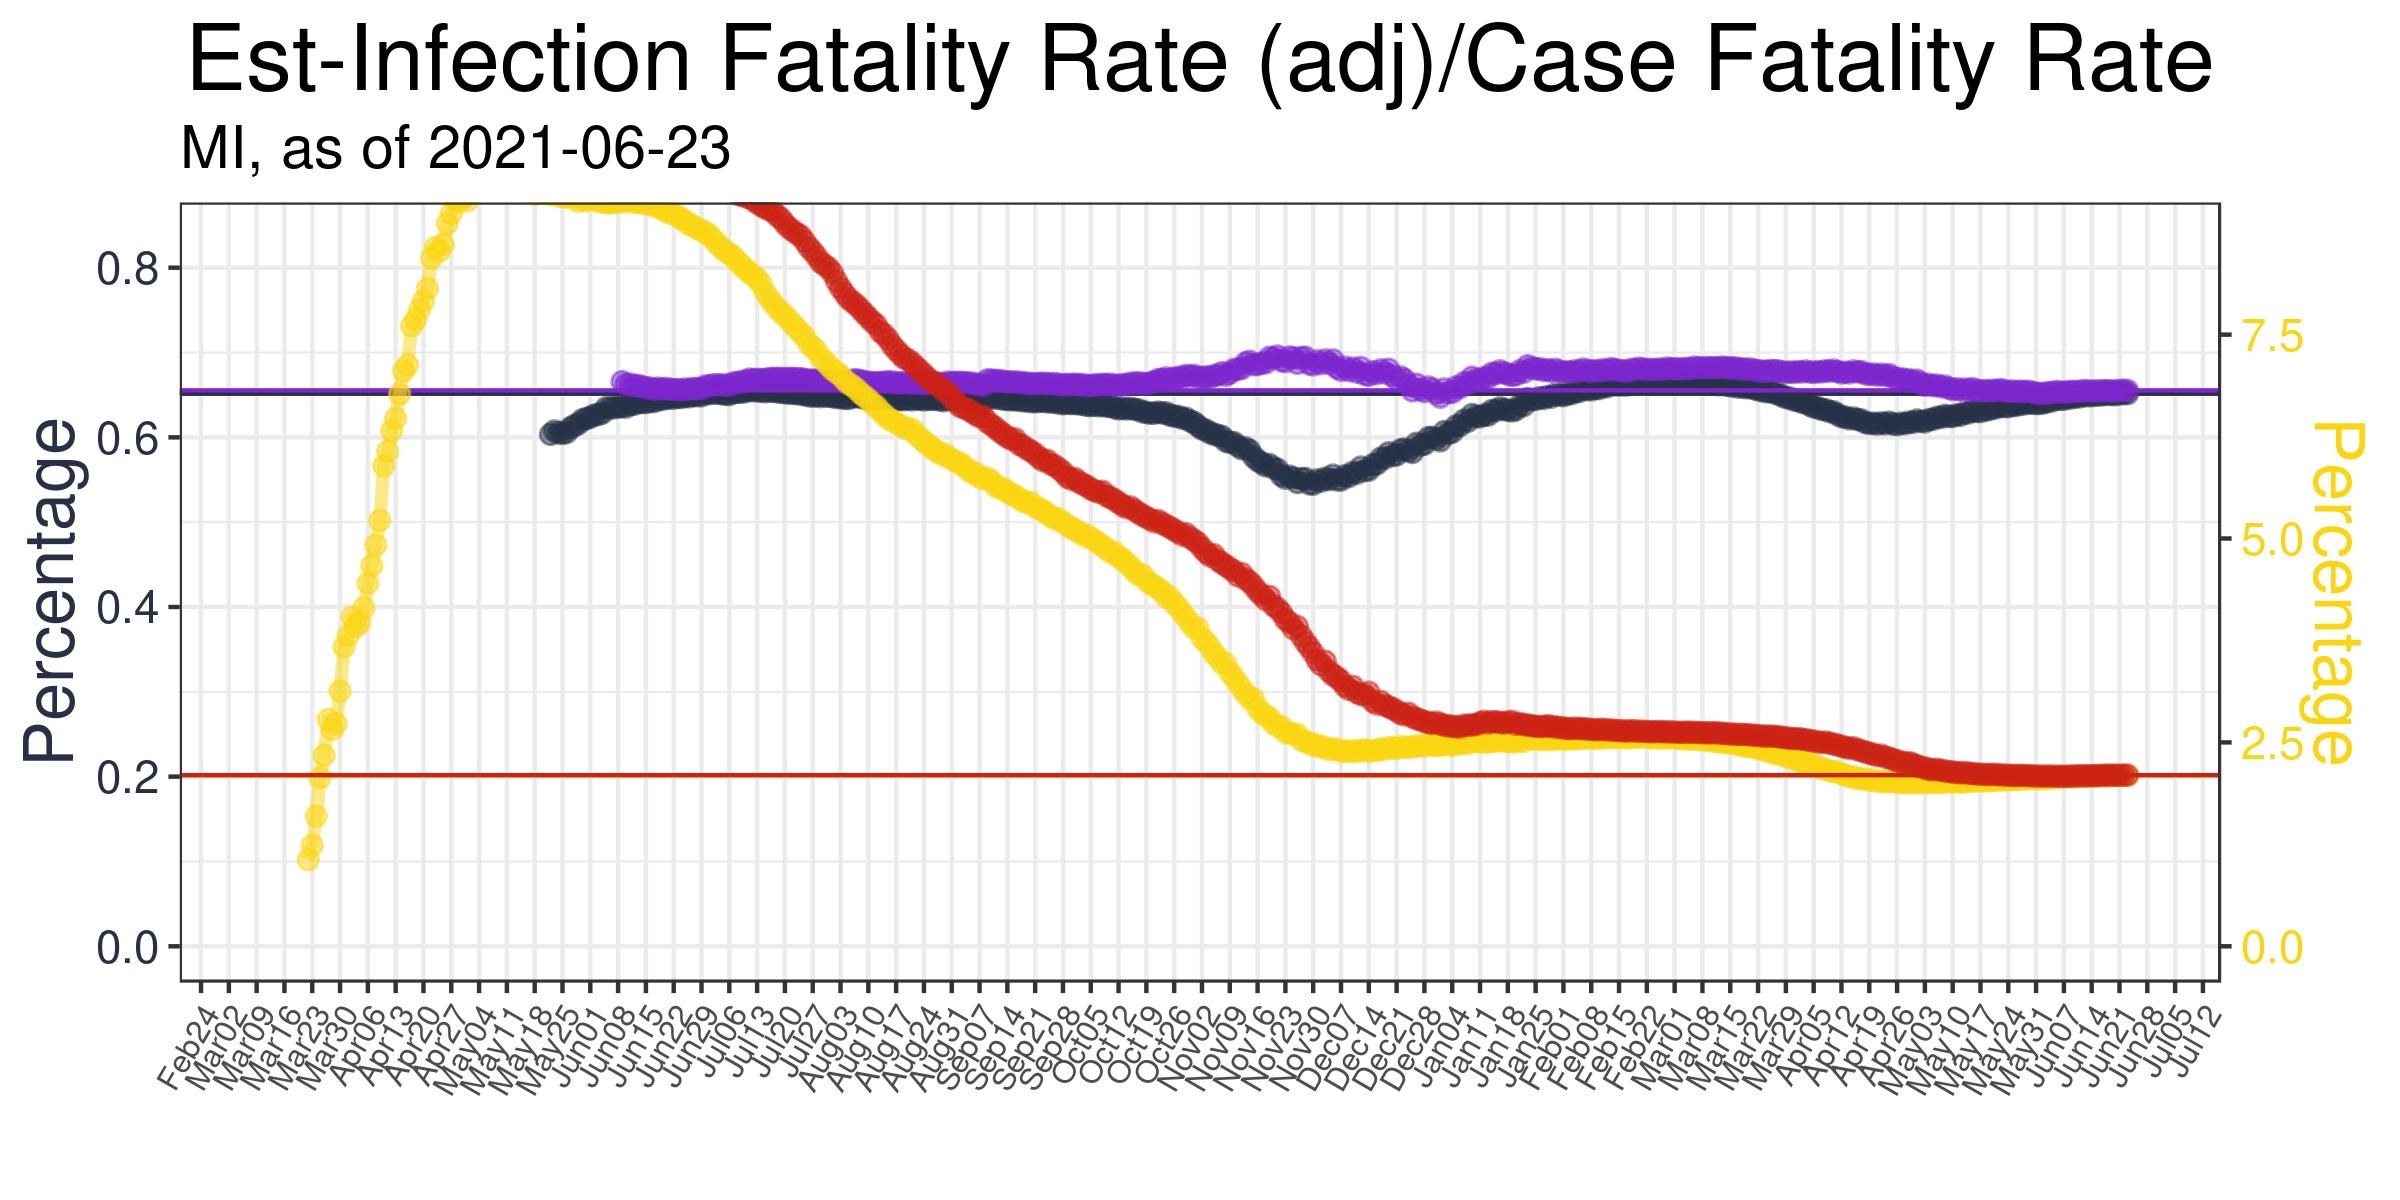 Est-Infection Fatality Rate (adj)/Case Fatality Rate
MI, as of 2021-06-23
Percentage
0.8
0.6
0.4
0.2
0.0
7.5
5.0
2.5
0.0
Percentage
Feb24
Mar02
Mar09
Mar16
Mar23
Mar30
Apr06
Apr13
Apr20
Apr27
May04
May11
May18
May25
Jun01
Jun08
Jun15
Jun22
Jun29
Jul06
Jul13
Jul20
Jul27
Aug03
Aug10
Aug17
Aug24
Aug31
Sep07
Sep14
Sep21
Sep28
Oct05
Oct12
Oct19
Oct26
Nov02
Nov09
Nov16
Nov23
Nov30
Dec07
Dec14
Dec21
Dec28
Jan04
Jan11
Jan18
Jan25
Feb01
Feb08
Feb15
Feb22
Mar01
Mar08
Mar15
Mar22
Mar29
Apr05
Apr12
Apr19
Apr26
May03
May10
May17
May24
May31
Jun07
Jun14
Jun21
Jun28
Jul05
Jul12